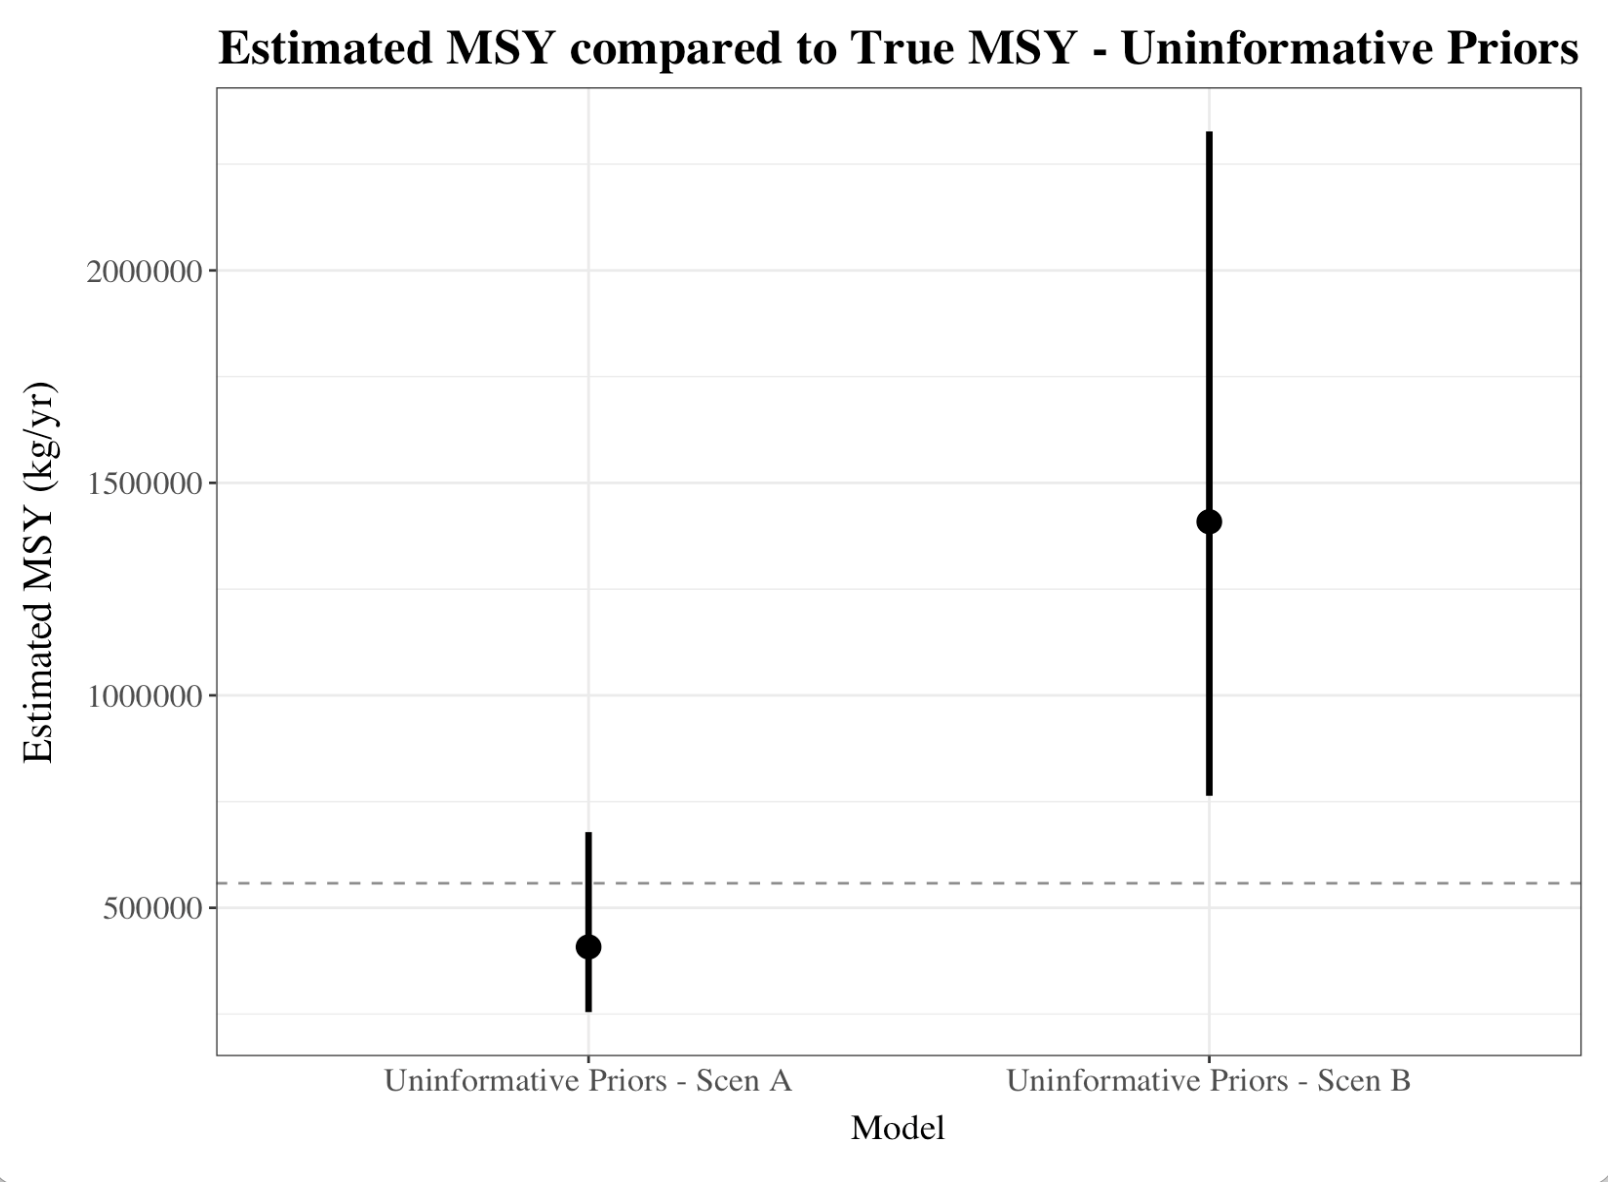 Estimated MSY compared to True MSY - Uninformative Priors
Estimated MSY (kg/yr)
2000000
1500000
1000000
500000
Uninformative Priors - Scen A
Uninformative Priors - Scen B
Model